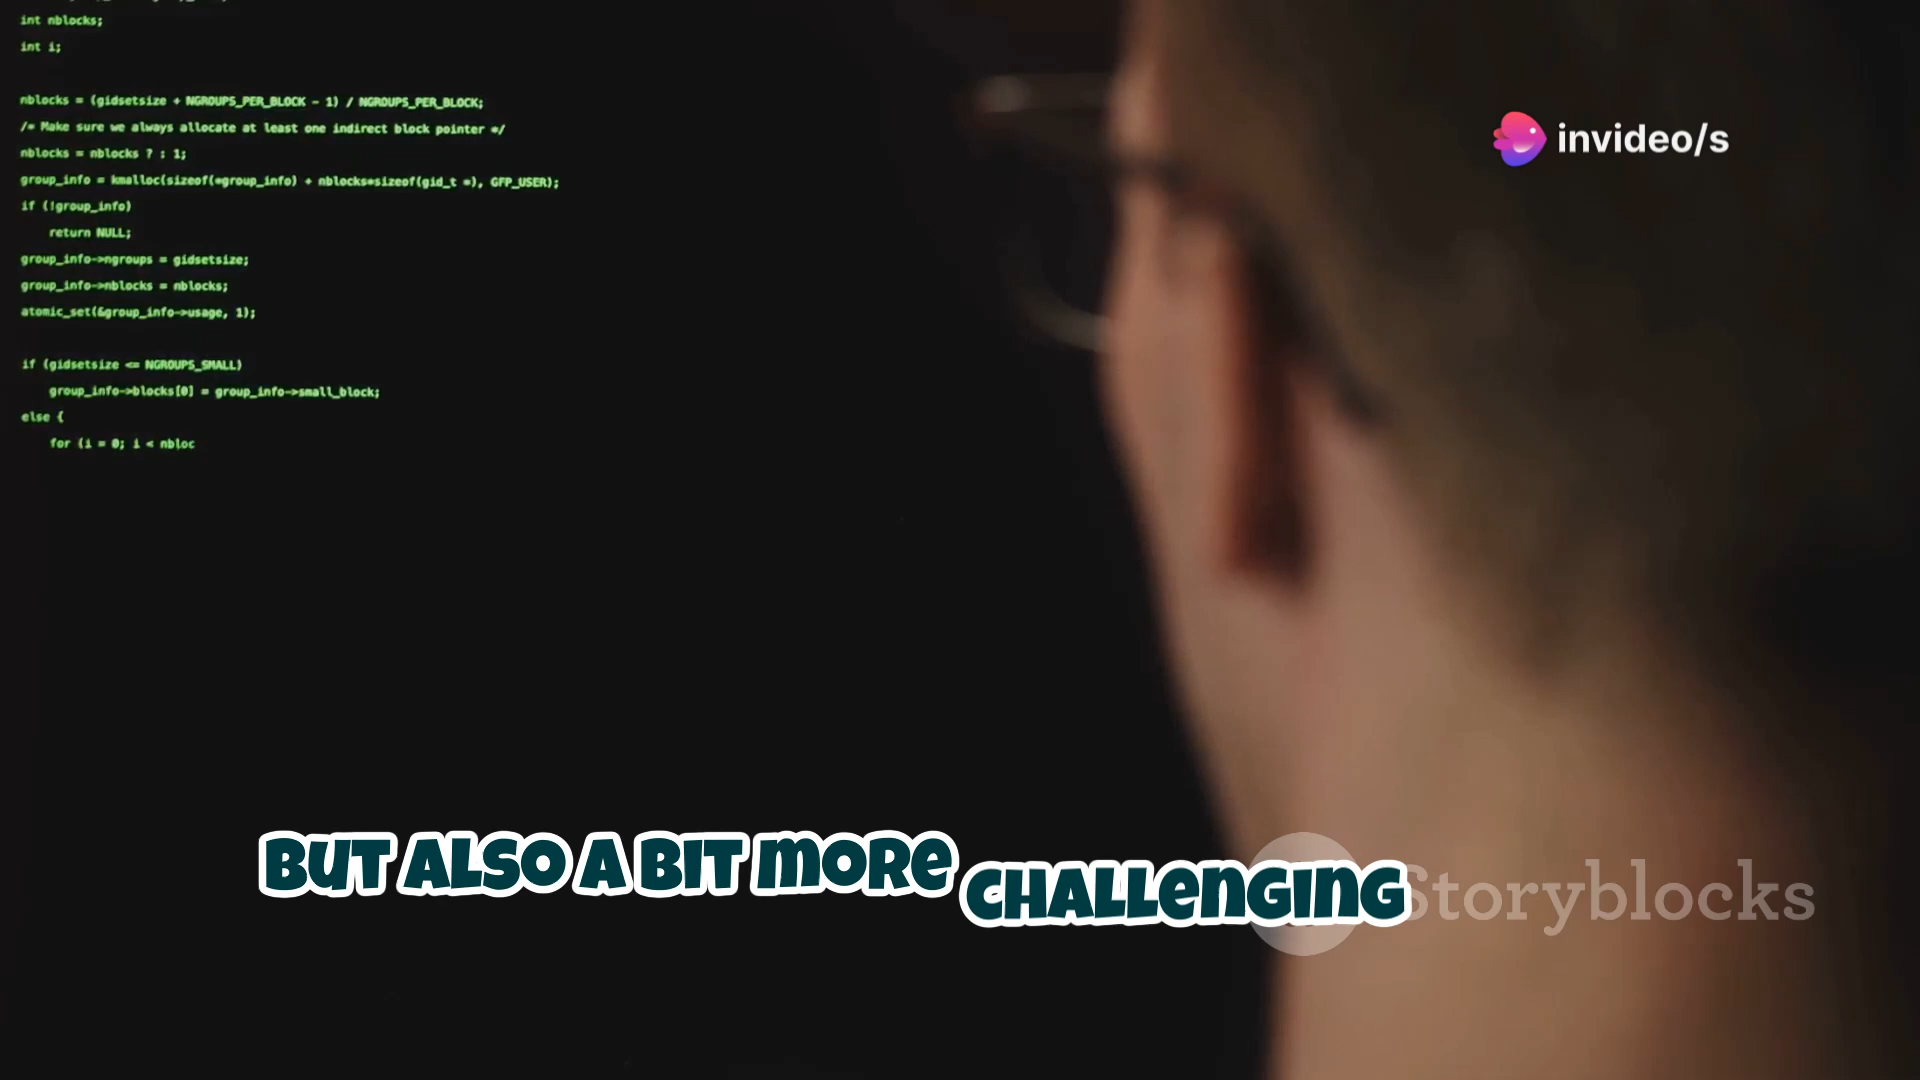 int nblocks;
int i;
nblocks = (gidsetsize + NGROUPS_PER_BLOCK - 1) / NGROUPS_PER_BLOCK;
/* Make sure we always allocate at least one indirect block pointer */
nblocks = nblocks ? : 1;
group_info = kmalloc(sizeof(*group_info) + nblocks*sizeof(gid_t *), GFP_USER);
if (!group_info)
return NULL;
group_info->ngroups = gidsetsize;
group_info->nblocks = nblocks;
atomic_set(&group_info->usage, 1);
if (gidsetsize <= NGROUPS_SMALL)
group_info->blocks[0] = group_info->small_block;
else {
for (i = 0; i < nbloc
invideo/s
BUT ALSO A BIT MORE CHALLENGING
Storyblocks